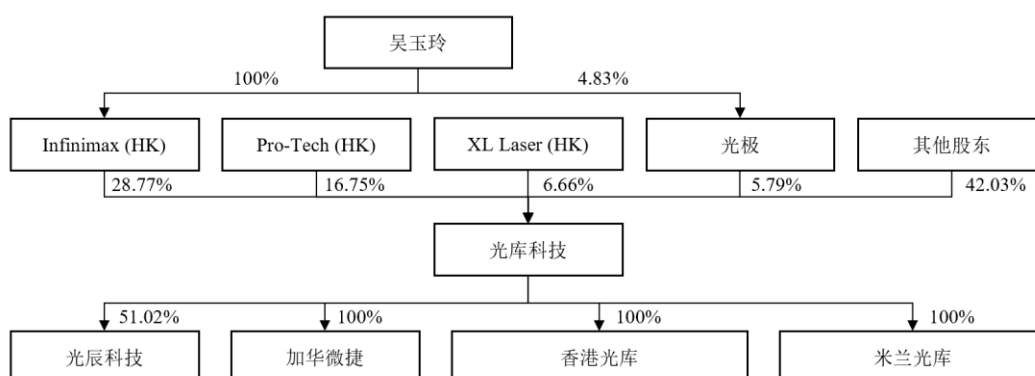 吴玉玲
100%
4.83%
Infinimax (HK)
Pro-Tech (HK)
XL Laser (HK)
光极
其他股东
28.77%
16.75%
6.66%
5.79%
42.03%
光库科技
51.02%
100%
100%
100%
光辰科技
加华微捷
香港光库
米兰光库